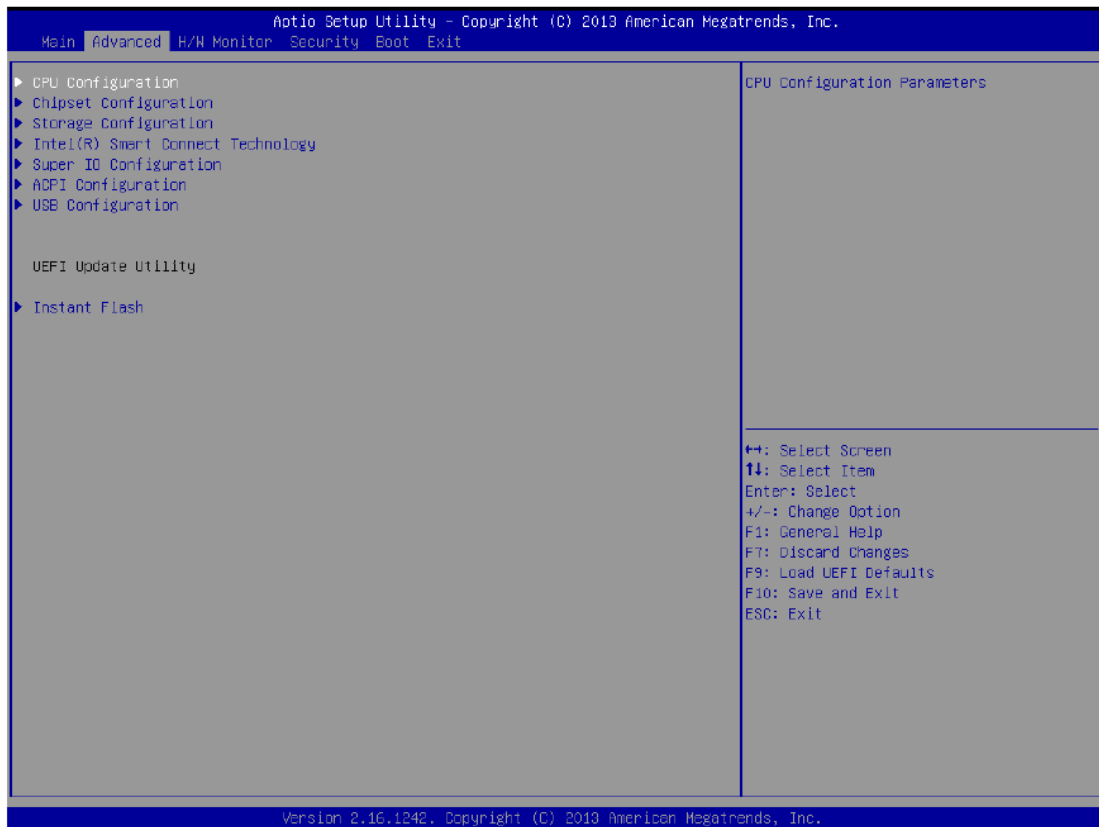 Aptio Setup Utility - Copyright (C) 2013 American Megatrends, Inc.
Main Advanced H/W Monitor Security Boot Exit
CPU Configuration
Chipset Configuration
Storage Configuration
Intel(R) Smart Connect Technology
Super IO Configuration
ACPI Configuration
USB Configuration
UEFI Update Utility
Instant Flash
CPU Configuration Parameters
↔: Select Screen
↑↓: Select Item
Enter: Select
+/-: Change Option
F1: General Help
F7: Discard Changes
F9: Load UEFI Defaults
F10: Save and Exit
ESC: Exit
Version 2.16.1242. Copyright (C) 2013 American Megatrends, Inc.